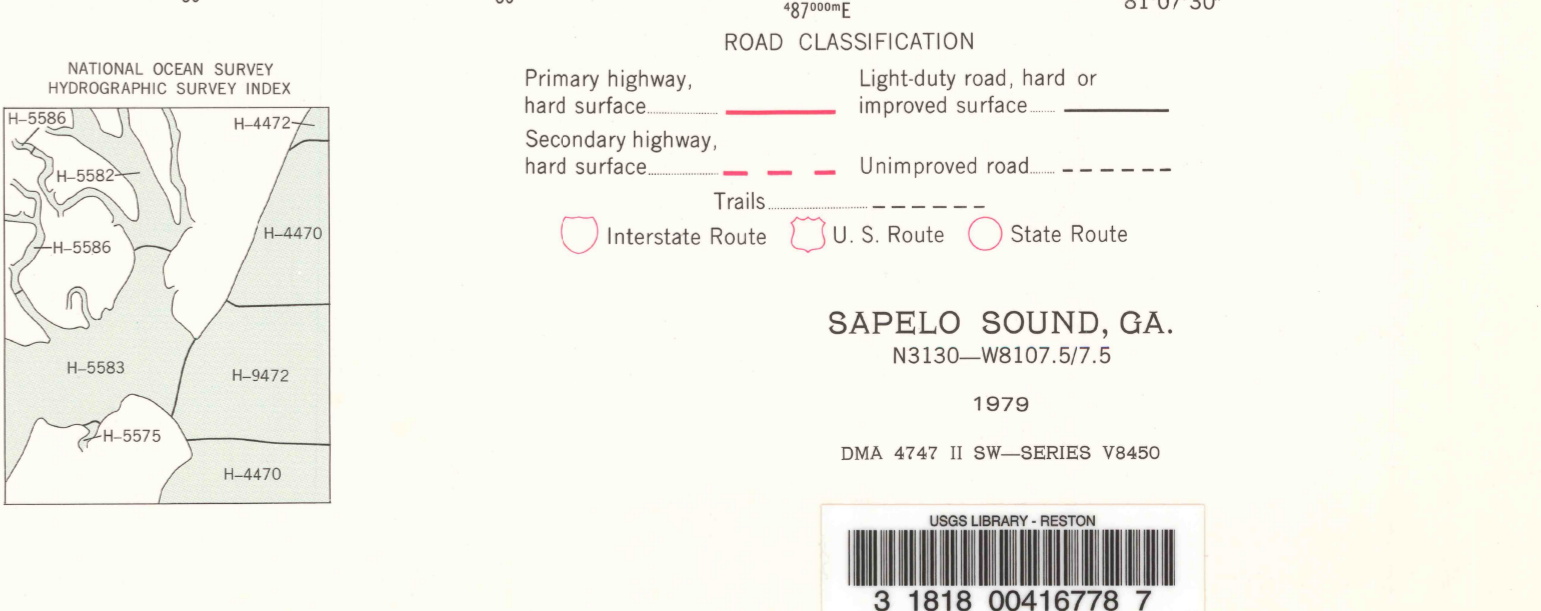 ⁴87⁰⁰⁰ᵐE
81°07'30"
ROAD CLASSIFICATION
Primary highway,
hard surface
Light-duty road, hard or
improved surface
Secondary highway,
hard surface
Unimproved road
Trails
Interstate Route
U. S. Route
State Route
NATIONAL OCEAN SURVEY
HYDROGRAPHIC SURVEY INDEX
H–5586
H–4472
H–5582
H–4470
H–5586
H–5583
H–9472
H–5575
H–4470
SAPELO SOUND, GA.
N3130—W8107.5/7.5
1979
DMA 4747 II SW—SERIES V8450
USGS LIBRARY - RESTON
3 1818 00416778 7